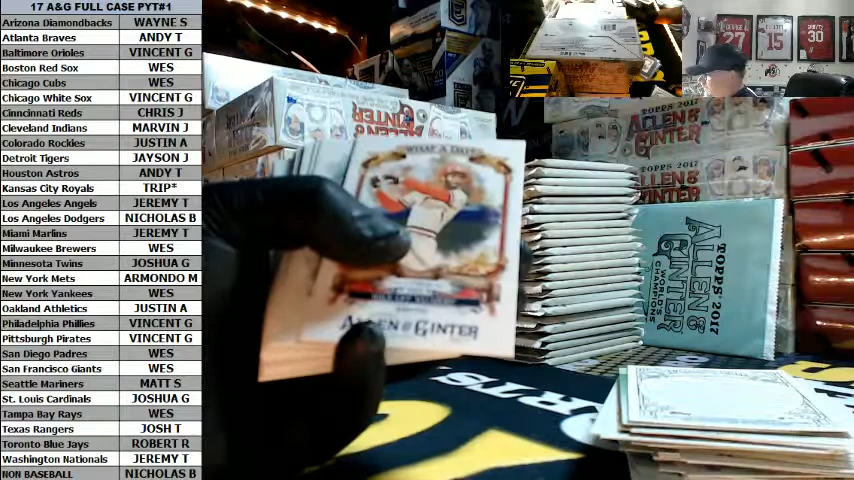 17 A&G FULL CASE PYT#1
Arizona Diamondbacks WAYNE S
Atlanta Braves ANDY T
Baltimore Orioles VINCENT G
Boston Red Sox WES
Chicago Cubs WES
Chicago White Sox VINCENT G
Cinncinati Reds CHRIS J
Cleveland Indians MARVIN J
Colorado Rockies JUSTIN A
Detroit Tigers JAYSON J
Houston Astros ANDY T
Kansas City Royals TRIP*
Los Angeles Angels JEREMY T
Los Angeles Dodgers NICHOLAS B
Miami Marlins JEREMY T
Milwaukee Brewers WES
Minnesota Twins JOSHUA G
New York Mets ARMONDO M
New York Yankees WES
Oakland Athletics JUSTIN A
Philadelphia Phillies VINCENT G
Pittsburgh Pirates VINCENT G
San Diego Padres WES
San Francisco Giants WES
Seattle Mariners MATT S
St. Louis Cardinals JOSHUA G
Tampa Bay Rays WES
Texas Rangers JOSH T
Toronto Blue Jays ROBERT R
Washington Nationals JEREMY T
NON BASEBALL NICHOLAS B
WHAT A DAY
ALLEN & GINTER
TOPPS 2017
ALLEN & GINTER
TOPPS 2017
ALLEN & GINTER
TOPPS 2017
ALLEN & GINTER
WORLD'S CHAMPIONS
27
15
30